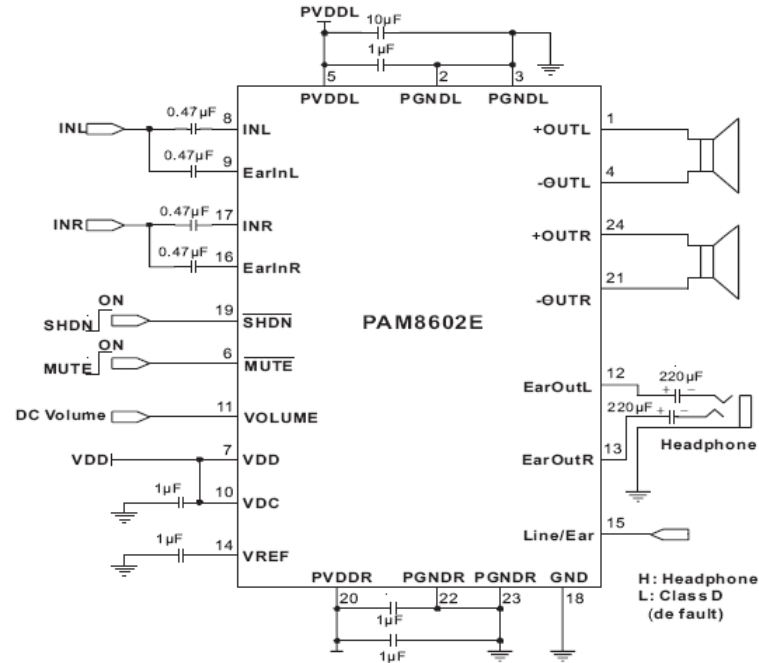 PVDDL
10µF
1µF
5 2 3
PVDDL PGNDL PGNDL
INL 0.47µF 8 INL
0.47µF 9 EarInL
INR 0.47µF 17 INR
0.47µF 16 EarInR
ON
SHDN 19 SHDN
ON
MUTE 6 MUTE
DC Volume 11 VOLUME
VDD 7 VDD
1µF 10 VDC
1µF 14 VREF
PAM8602E
+OUTL 1
-OUTL 4
+OUTR 24
-OUTR 21
EarOutL 12 220µF + -
220µF + -
Headphone
EarOutR 13
Line/Ear 15
H: Headphone
L: Class D
(de fault)
PVDDR PGNDR PGNDR GND
20 22 23 18
1µF
1µF